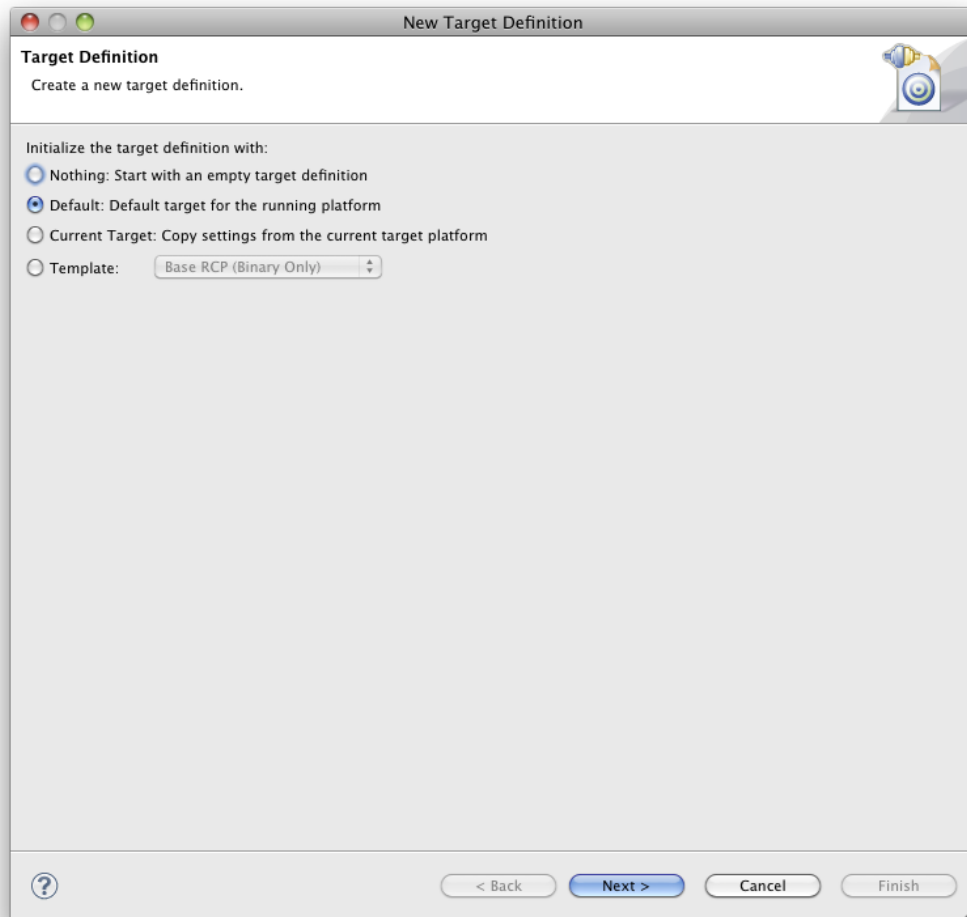 New Target Definition
Target Definition
Create a new target definition.
Initialize the target definition with:
Nothing: Start with an empty target definition
Default: Default target for the running platform
Current Target: Copy settings from the current target platform
Template: Base RCP (Binary Only)
? < Back Next > Cancel Finish